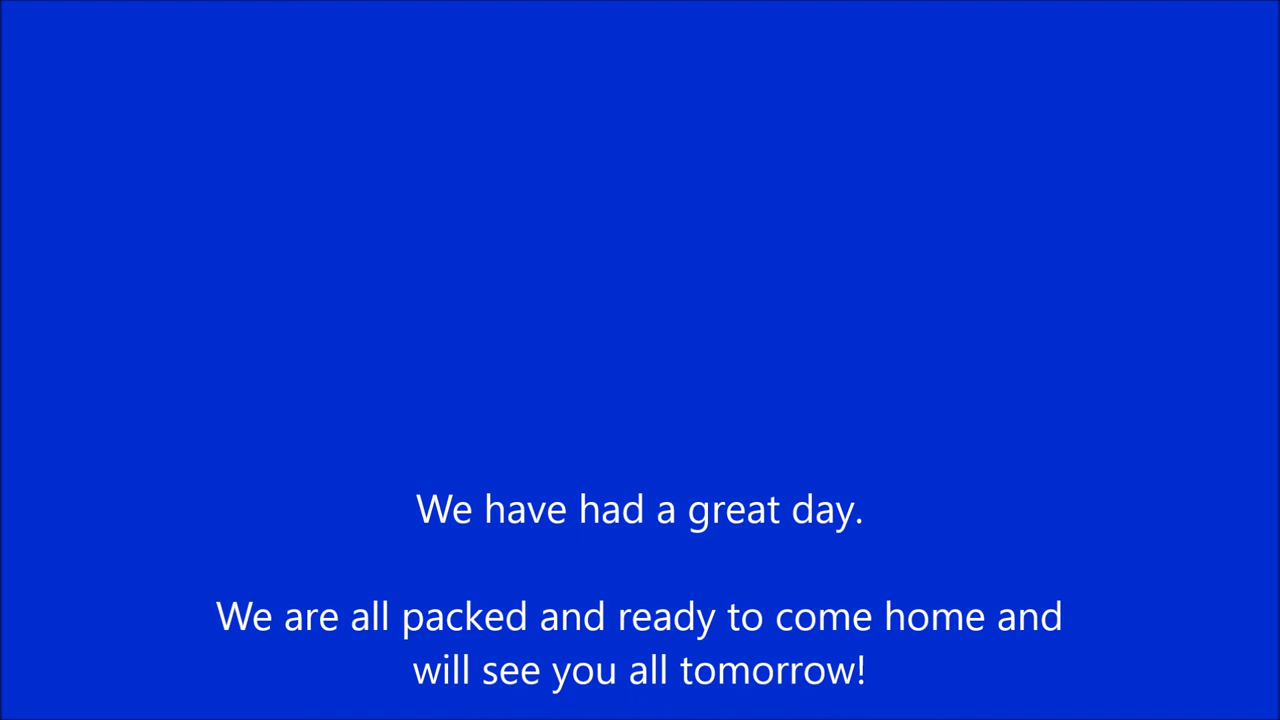 We have had a great day.
We are all packed and ready to come home and
will see you all tomorrow!